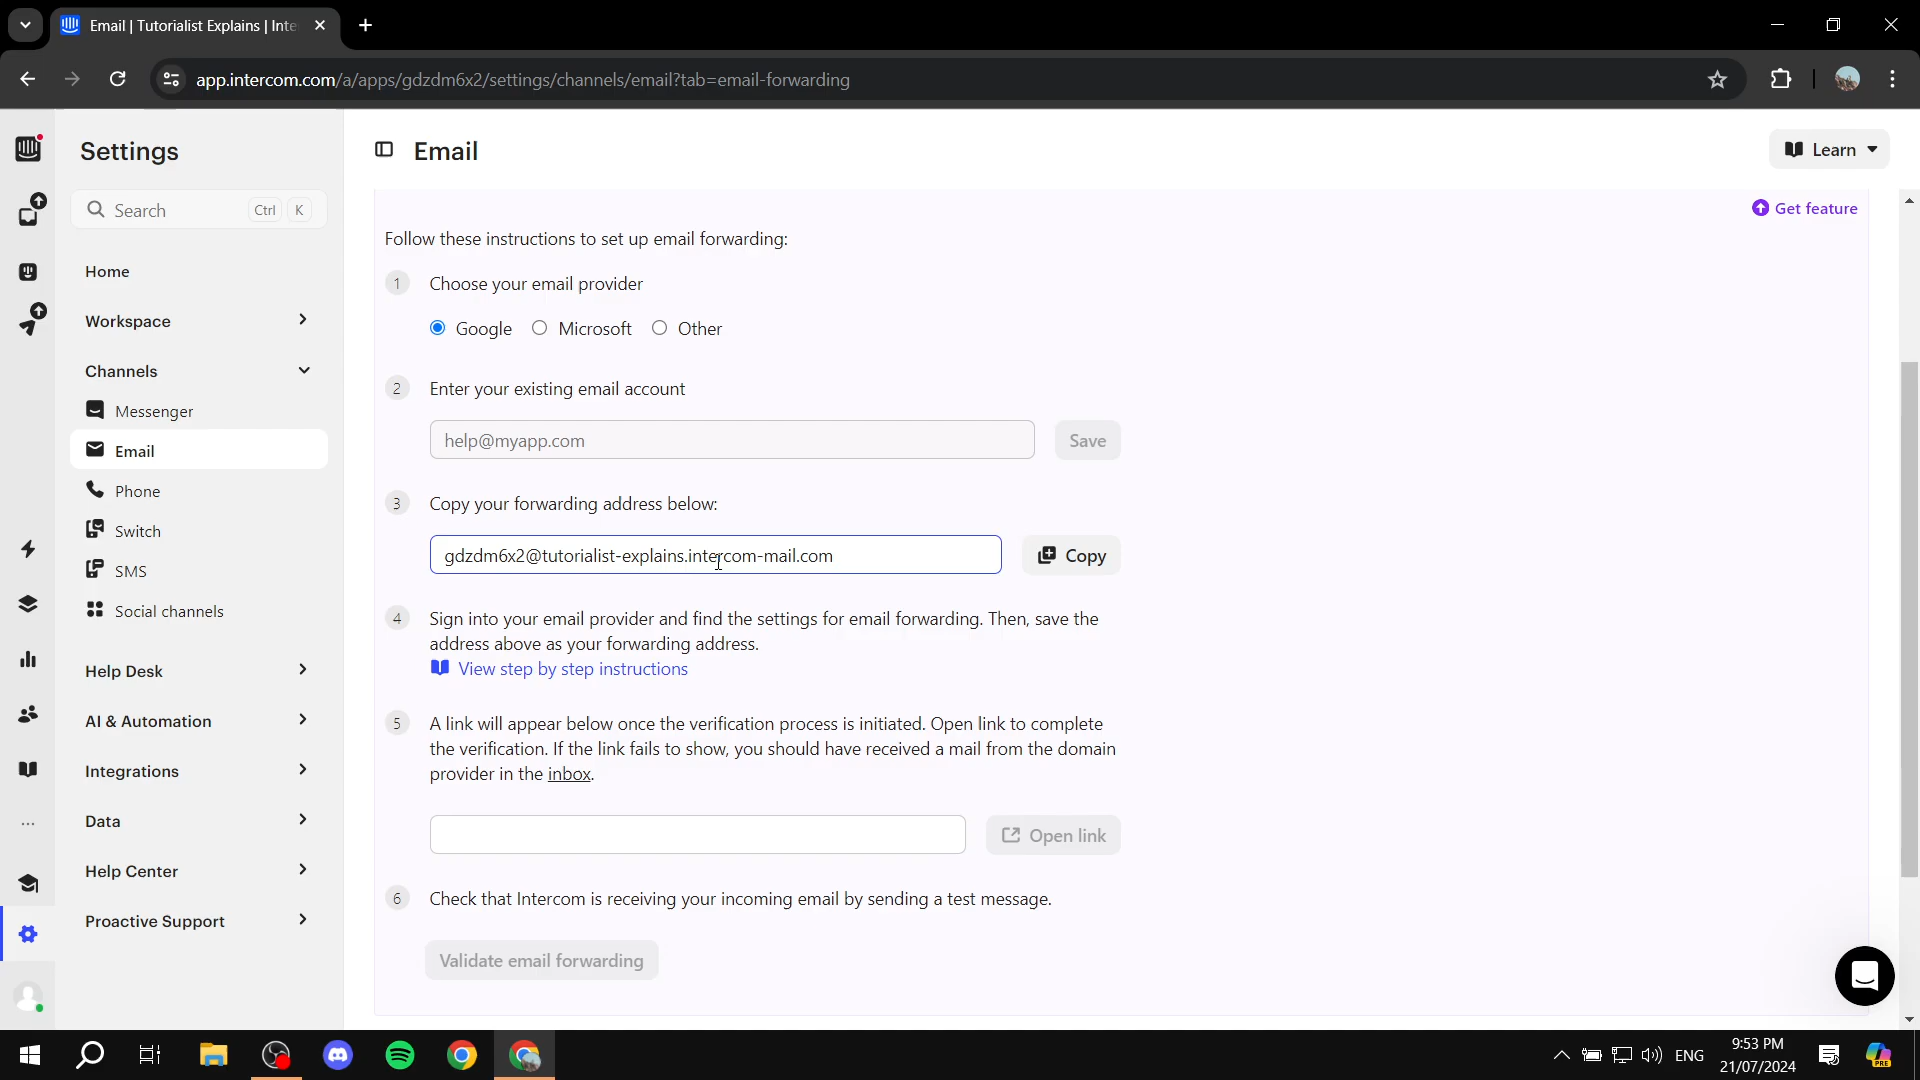 Email | Tutorialist Explains | Inte
app.intercom.com/a/apps/gdzdm6x2/settings/channels/email?tab=email-forwarding
Settings
Email
Learn
Search Ctrl K
Get feature
Home
Workspace
Channels
Messenger
Email
Phone
Switch
SMS
Social channels
Help Desk
AI & Automation
Integrations
Data
Help Center
Proactive Support
Follow these instructions to set up email forwarding:
1 Choose your email provider
Google Microsoft Other
2 Enter your existing email account
help@myapp.com Save
3 Copy your forwarding address below:
gdzdm6x2@tutorialist-explains.intercom-mail.com Copy
4 Sign into your email provider and find the settings for email forwarding. Then, save the
address above as your forwarding address.
View step by step instructions
5 A link will appear below once the verification process is initiated. Open link to complete
the verification. If the link fails to show, you should have received a mail from the domain
provider in the inbox.
Open link
6 Check that Intercom is receiving your incoming email by sending a test message.
Validate email forwarding
ENG
9:53 PM
21/07/2024
PRE